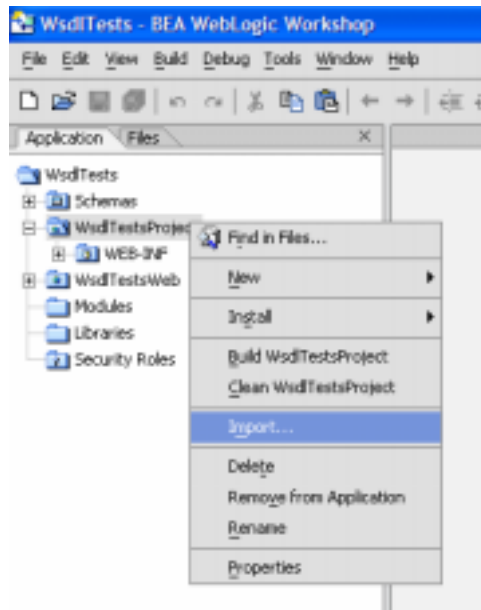 WsdlTests - BEA WebLogic Workshop
File Edit View Build Debug Tools Window Help
Application Files
WsdlTests
Schemas
WsdlTestsProjec
WEB-INF
WsdlTestsWeb
Modules
Libraries
Security Roles
Find in Files...
New
Install
Build WsdlTestsProject
Clean WsdlTestsProject
Import...
Delete
Remove from Application
Rename
Properties